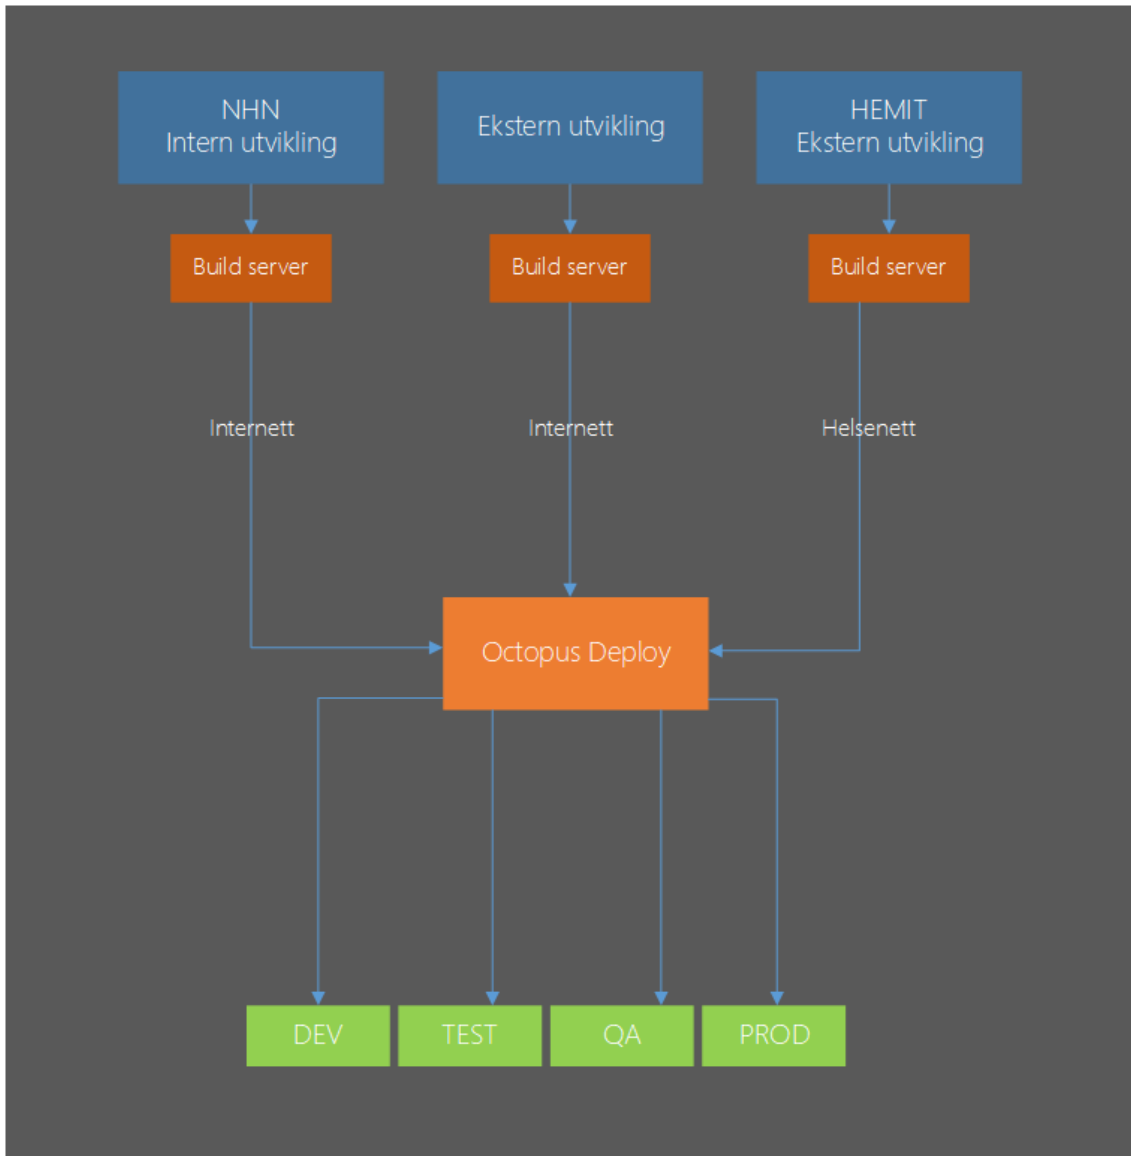 NHN
Intern utvikling
Ekstern utvikling
HEMIT
Ekstern utvikling
Build server
Build server
Build server
Internett
Internett
Helsenett
Octopus Deploy
DEV
TEST
QA
PROD